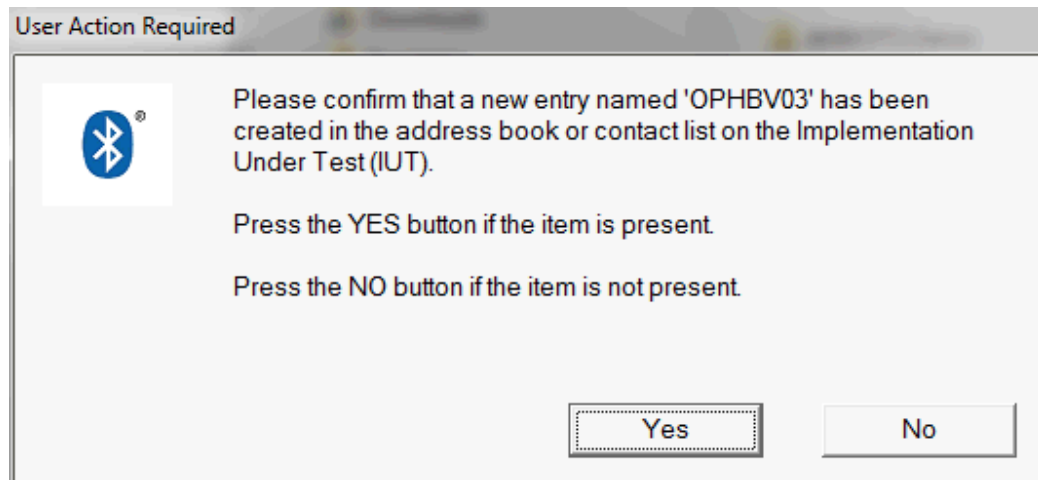 User Action Required
Please confirm that a new entry named 'OPHBV03' has been
created in the address book or contact list on the Implementation
Under Test (IUT).
Press the YES button if the item is present.
Press the NO button if the item is not present.
Yes
No